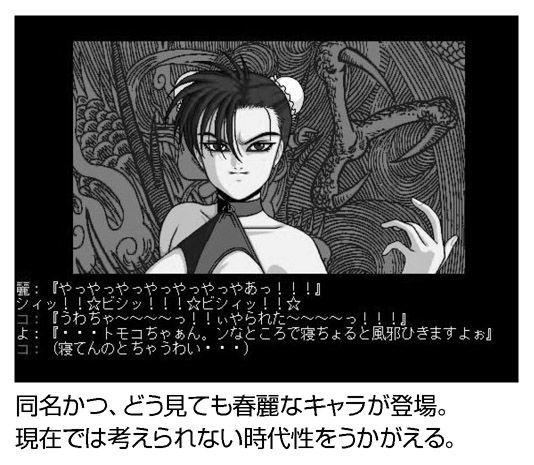 麗：『やっやっやっやっやっやっやあっ！！！』
シィッ！！☆ビシッ！！！☆ビシィッ！！☆
コ：『うわちゃ～～～～っ！！ぃやられた～～～～っ！！！』
よ：『・・・トモコちゃぁん。ンなところで寝ちょると風邪ひきますよぉ』
コ：（寝てんのとちゃうわい・・・）
同名かつ、どう見ても春麗なキャラが登場。
現在では考えられない時代性をうかがえる。